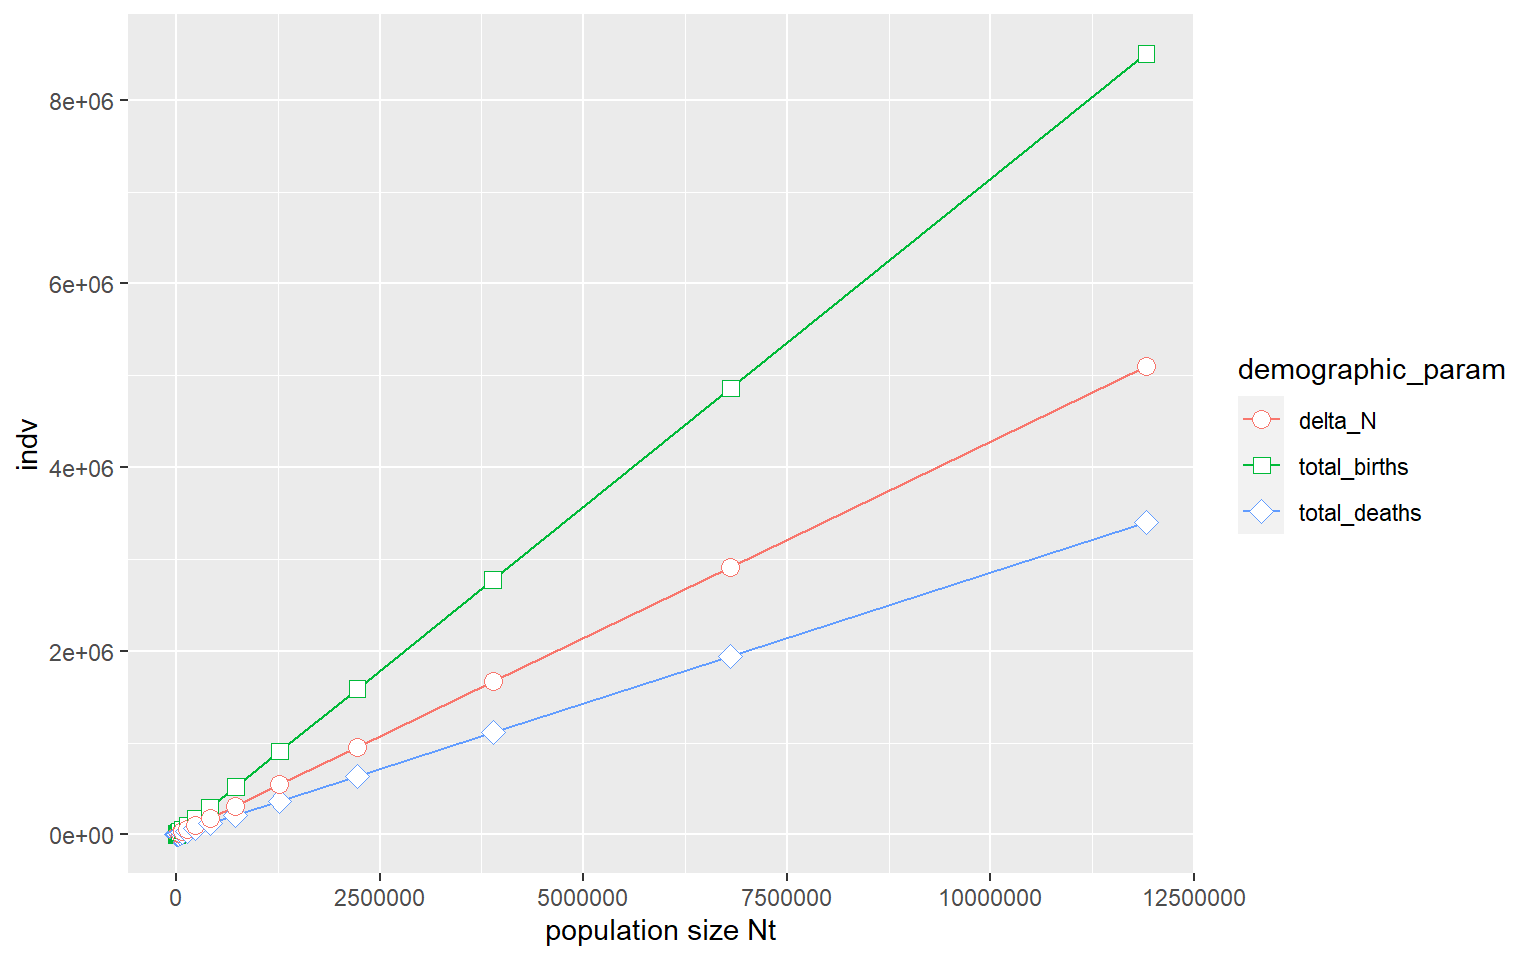 8e+06
6e+06
4e+06
2e+06
0e+00
indv
0 2500000 5000000 7500000 10000000 12500000
population size Nt
demographic_param
delta_N
total_births
total_deaths